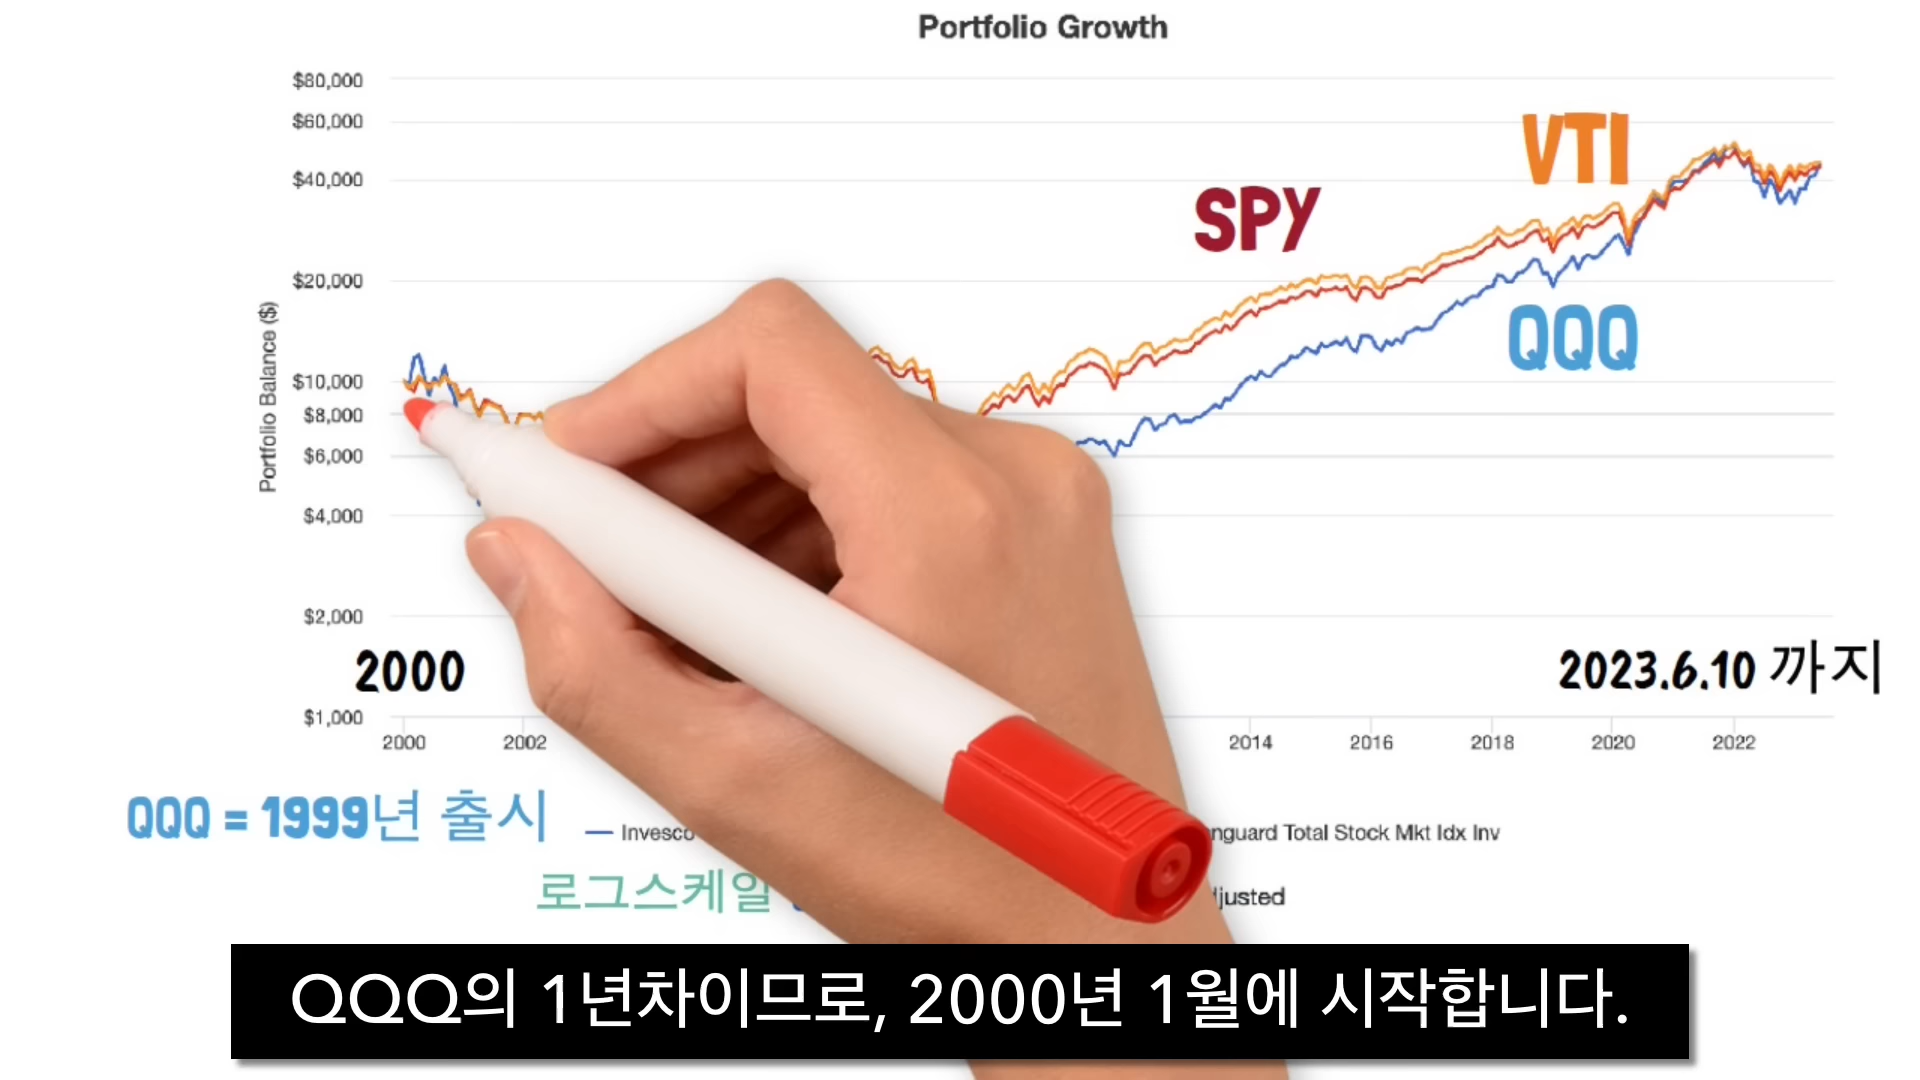 Portfolio Growth
$80,000
$60,000
$40,000
$20,000
$10,000
$8,000
$6,000
$4,000
$2,000
$1,000
Portfolio Balance ($)
VTI
SPY
QQQ
2000
2023.6.10 까지
2000 2002 2014 2016 2018 2020 2022
QQQ = 1999년 출시
Invesco
Total Stock Mkt Idx Inv
로그스케일
QQQ의 1년차이므로, 2000년 1월에 시작합니다.